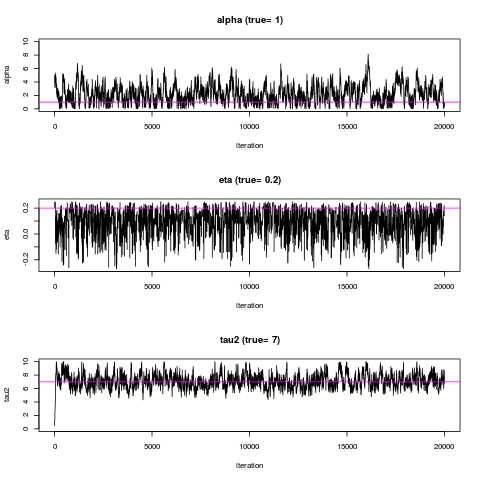 alpha (true= 1)
alpha
0 2 4 6 8 10
0 5000 10000 15000 20000
iteration
eta (true= 0.2)
eta
-0.2 0.0 0.2
0 5000 10000 15000 20000
iteration
tau2 (true= 7)
tau2
0 2 4 6 8 10
0 5000 10000 15000 20000
iteration